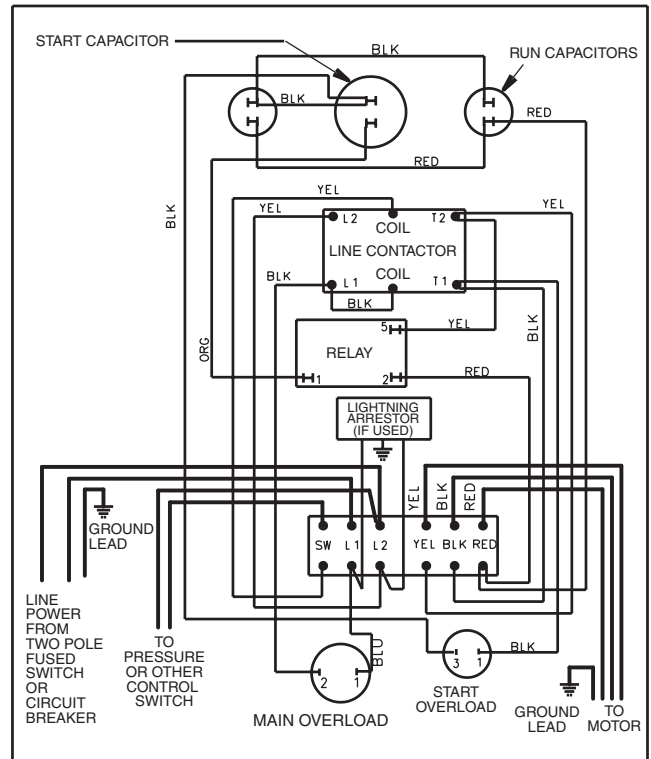 START CAPACITOR
BLK
RUN CAPACITORS
BLK
RED
RED
YEL
YEL
YEL
BLK
L2
COIL
T2
LINE CONTACTOR
BLK
L1
COIL
T1
BLK
BLK
5
YEL
ORG
RELAY
1
2
RED
LIGHTNING
ARRESTOR
(IF USED)
YEL
BLK
RED
GROUND
LEAD
SW
L1
L2
YEL
BLK
RED
LINE
POWER
FROM
TWO POLE
FUSED
SWITCH
OR
CIRCUIT
BREAKER
TO
PRESSURE
OR OTHER
CONTROL
SWITCH
BLU
2
1
MAIN OVERLOAD
3
1
BLK
START
OVERLOAD
GROUND
LEAD
TO
MOTOR